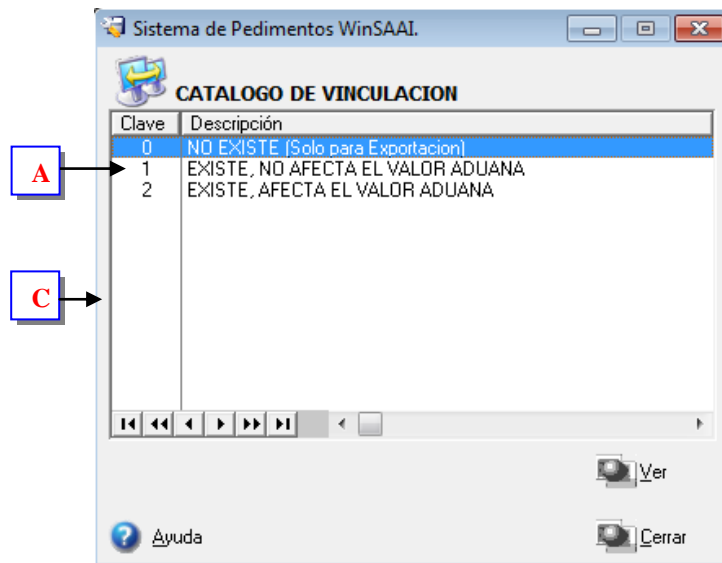 Sistema de Pedimentos WinSAAI.
CATALOGO DE VINCULACION
Clave Descripción
0 NO EXISTE (Solo para Exportacion)
A
1 EXISTE, NO AFECTA EL VALOR ADUANA
2 EXISTE, AFECTA EL VALOR ADUANA
C
Ver
Ayuda
Cerrar